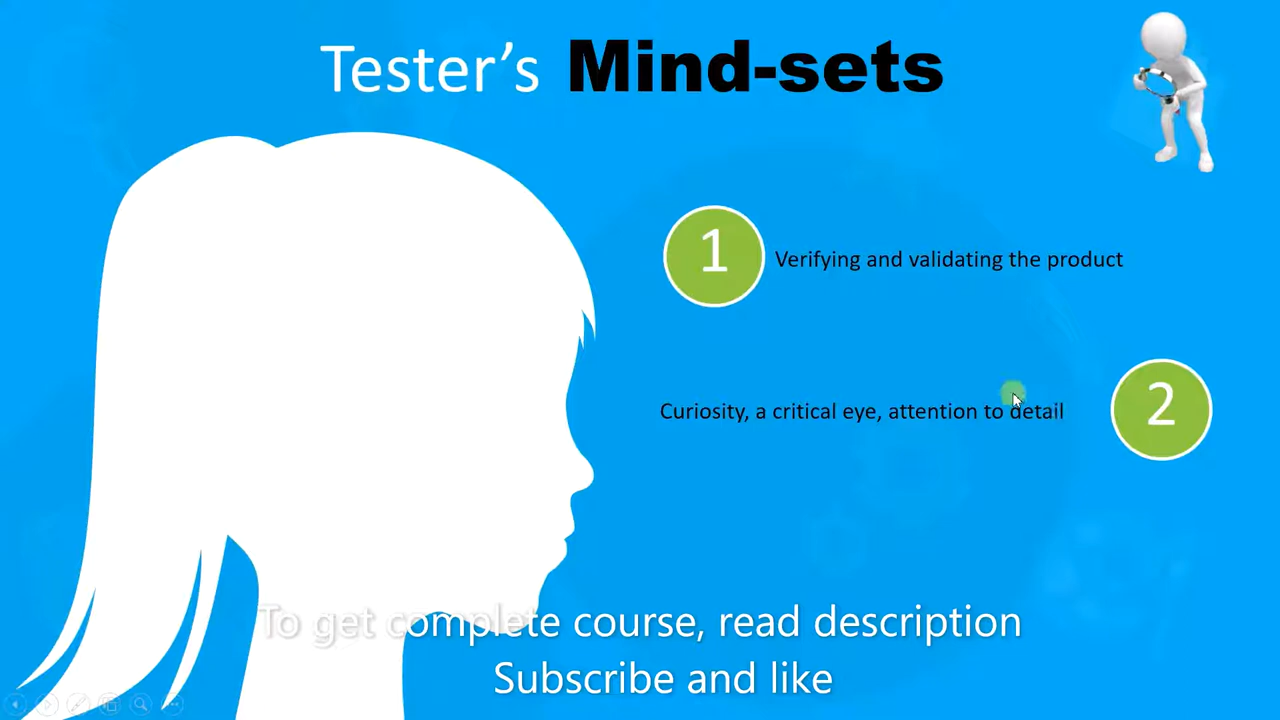 Tester’s Mind-sets
1
Verifying and validating the product
Curiosity, a critical eye, attention to detail
2
To get complete course, read description
Subscribe and like